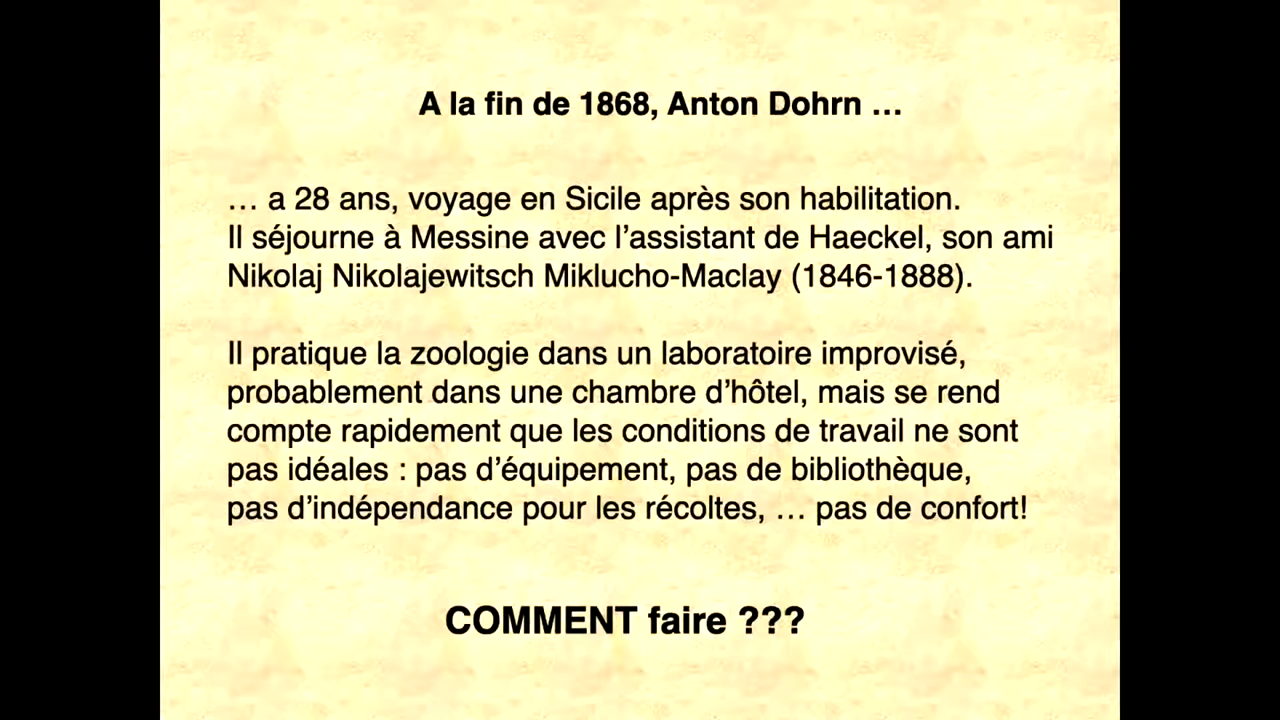 A la fin de 1868, Anton Dohrn …
… a 28 ans, voyage en Sicile après son habilitation.
Il séjourne à Messine avec l’assistant de Haeckel, son ami
Nikolaj Nikolajewitsch Miklucho-Maclay (1846-1888).
Il pratique la zoologie dans un laboratoire improvisé,
probablement dans une chambre d’hôtel, mais se rend
compte rapidement que les conditions de travail ne sont
pas idéales : pas d’équipement, pas de bibliothèque,
pas d’indépendance pour les récoltes, … pas de confort!
COMMENT faire ???